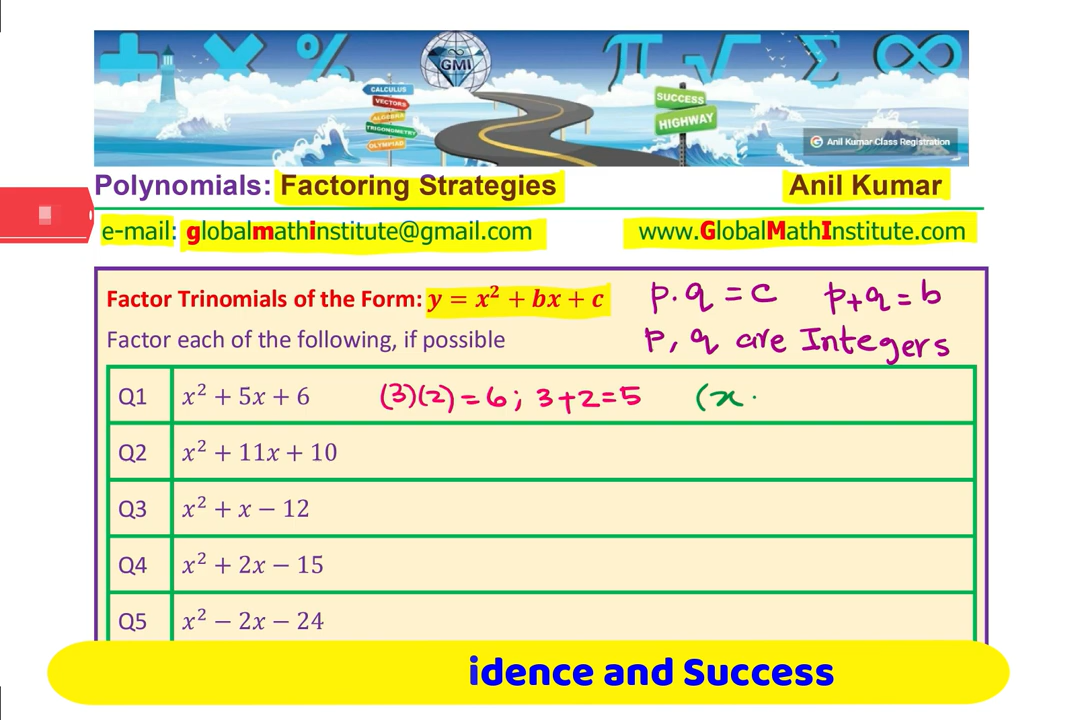 GMI
CALCULUS
VECTORS
ALGEBRA
TRIGONOMETRY
OLYMPIAD
SUCCESS
HIGHWAY
Anil Kumar Class Registration
Polynomials: Factoring Strategies Anil Kumar
e-mail: globalmathinstitute@gmail.com www.GlobalMathInstitute.com
Factor Trinomials of the Form: y = x² + bx + c p·q = c p+q = b
Factor each of the following, if possible p, q are Integers
Q1 x² + 5x + 6 (3)(2) = 6; 3+2=5 (x
Q2 x² + 11x + 10
Q3 x² + x − 12
Q4 x² + 2x − 15
Q5 x² − 2x − 24
idence and Success